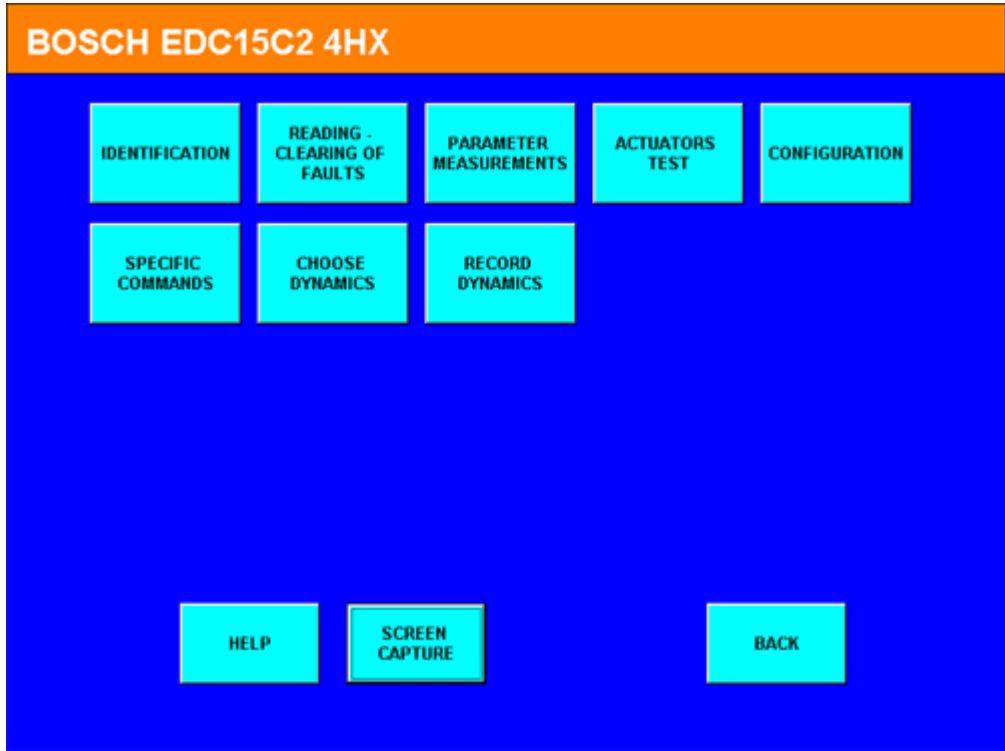 BOSCH EDC15C2 4HX
IDENTIFICATION
READING -
CLEARING OF
FAULTS
PARAMETER
MEASUREMENTS
ACTUATORS
TEST
CONFIGURATION
SPECIFIC
COMMANDS
CHOOSE
DYNAMICS
RECORD
DYNAMICS
HELP
SCREEN
CAPTURE
BACK